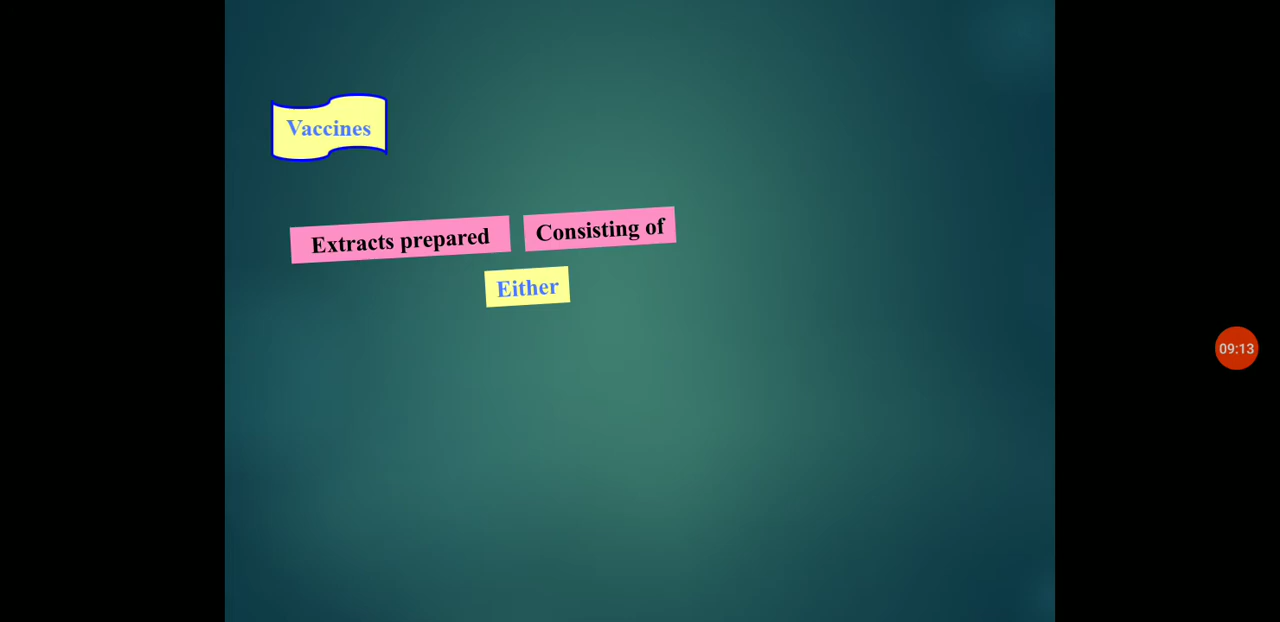 Vaccines
Extracts prepared Consisting of
Either
09:13